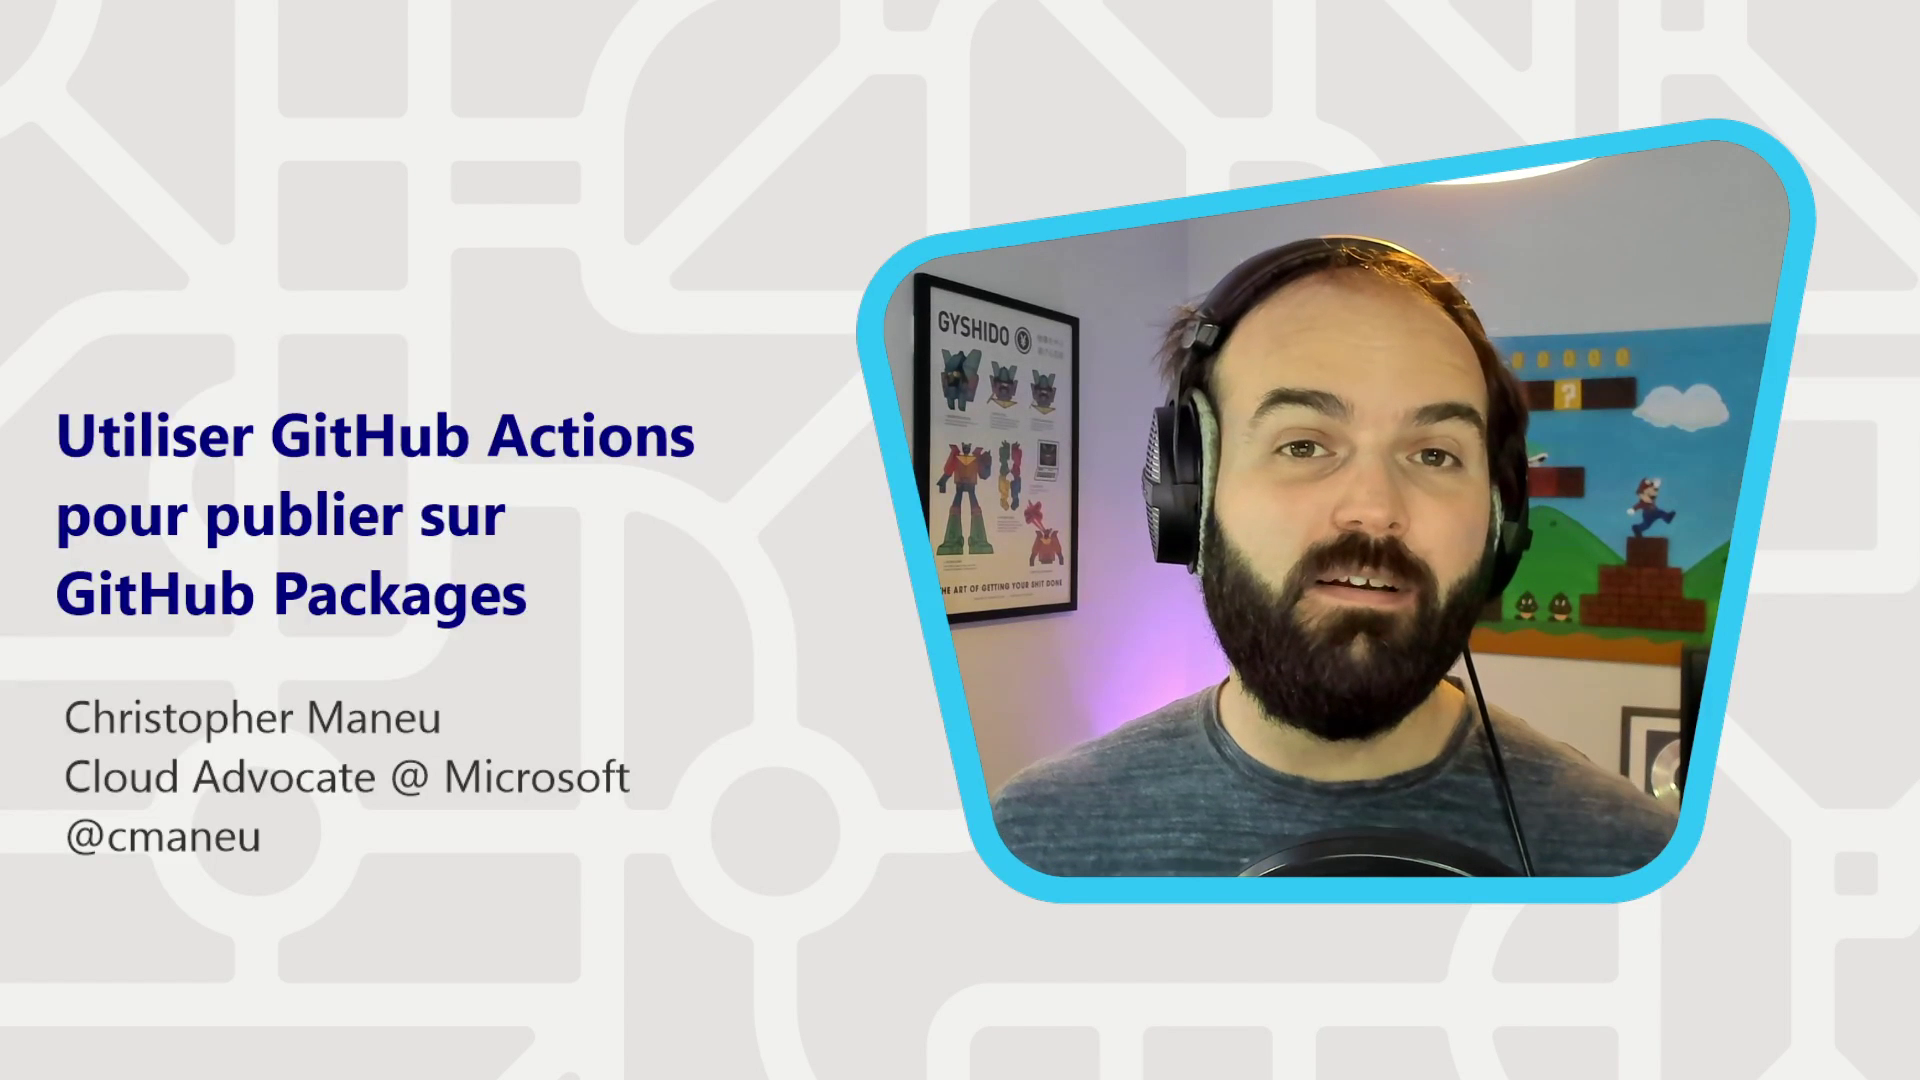 Utiliser GitHub Actions
pour publier sur
GitHub Packages
Christopher Maneu
Cloud Advocate @ Microsoft
@cmaneu
GYSHIDO
THE ART OF GETTING YOUR SHIT DONE
?